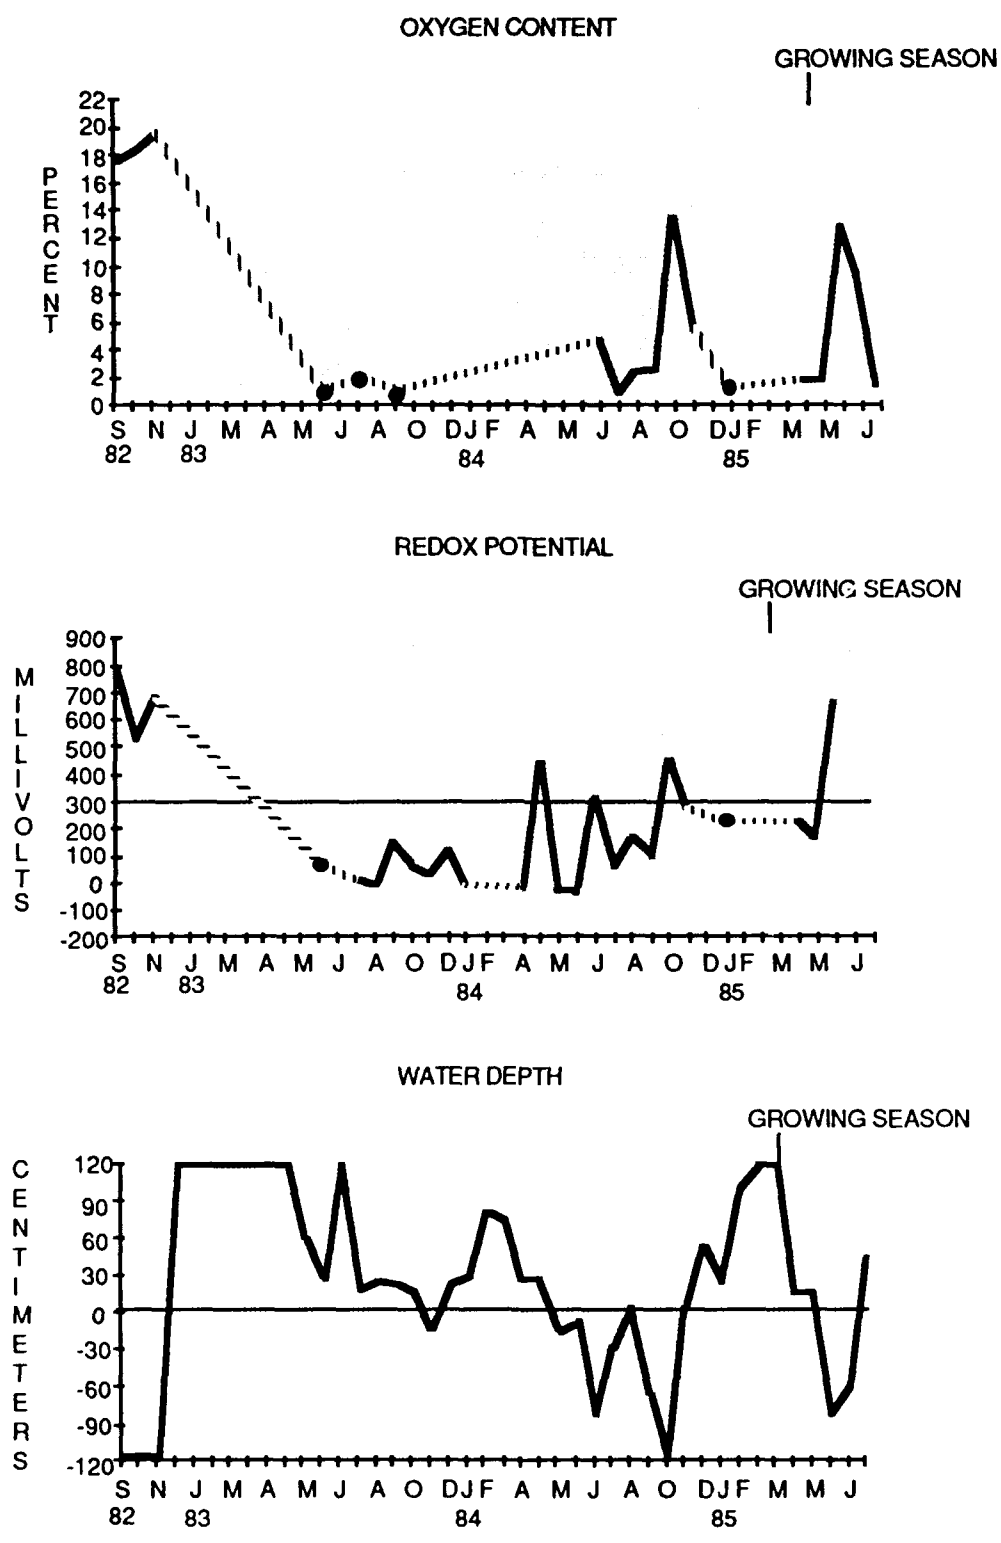 OXYGEN CONTENT
GROWING SEASON
PERCENT
22
20
18
16
14
12
10
8
6
4
2
0
S N J M A M J A O D J F A M J A O D J F M M J
82 83 84 85
REDOX POTENTIAL
GROWING SEASON
MILLIVOLTS
900
800
700
600
500
400
300
200
100
0
-100
-200
S N J M A M J A O D J F A M J A O D J F M M J
82 83 84 85
WATER DEPTH
GROWING SEASON
CENTIMETERS
120
90
60
30
0
-30
-60
-90
-120
S N J M A M J A O D J F A M J A O D J F M M J
82 83 84 85